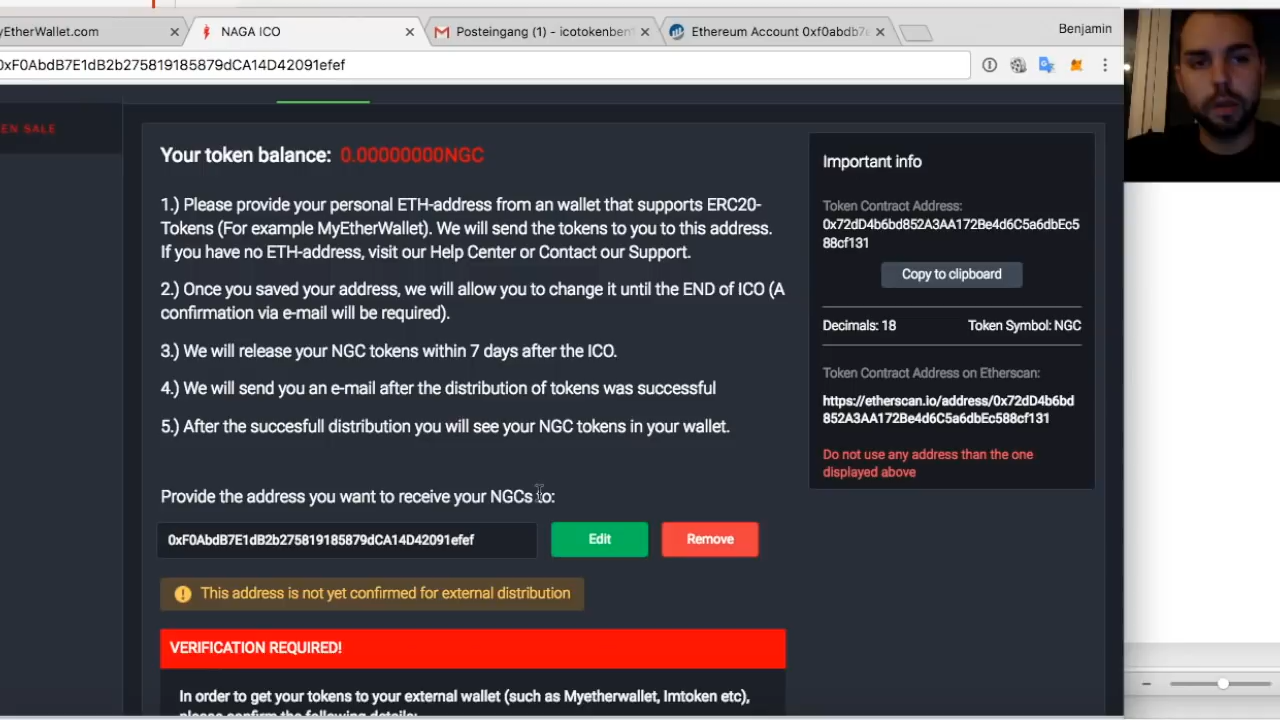 yEtherWallet.com
NAGA ICO
Posteingang (1) - icotokenben
Ethereum Account 0xf0abdb7
Benjamin
0xF0AbdB7E1dB2b275819185879dCA14D42091efef
EN SALE
Your token balance: 0.00000000NGC
1.) Please provide your personal ETH-address from an wallet that supports ERC20-
Tokens (For example MyEtherWallet). We will send the tokens to you to this address.
If you have no ETH-address, visit our Help Center or Contact our Support.
2.) Once you saved your address, we will allow you to change it until the END of ICO (A
confirmation via e-mail will be required).
3.) We will release your NGC tokens within 7 days after the ICO.
4.) We will send you an e-mail after the distribution of tokens was successful
5.) After the succesfull distribution you will see your NGC tokens in your wallet.
Provide the address you want to receive your NGCs to:
0xF0AbdB7E1dB2b275819185879dCA14D42091efef
Edit
Remove
This address is not yet confirmed for external distribution
VERIFICATION REQUIRED!
In order to get your tokens to your external wallet (such as Myetherwallet, Imtoken etc),
please confirm the following details:
Important info
Token Contract Address:
0x72dD4b6bd852A3AA172Be4d6C5a6dbEc5
88cf131
Copy to clipboard
Decimals: 18
Token Symbol: NGC
Token Contract Address on Etherscan:
https://etherscan.io/address/0x72dD4b6bd
852A3AA172Be4d6C5a6dbEc588cf131
Do not use any address than the one
displayed above